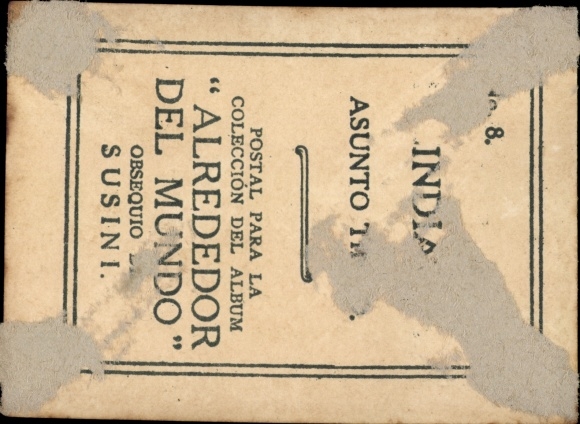 8.
INDIA
ASUNTO
POSTAL PARA LA
COLECCIÓN DEL ALBUM
“ALREDEDOR
DEL MUNDO”
OBSEQUIO
SUSINI.